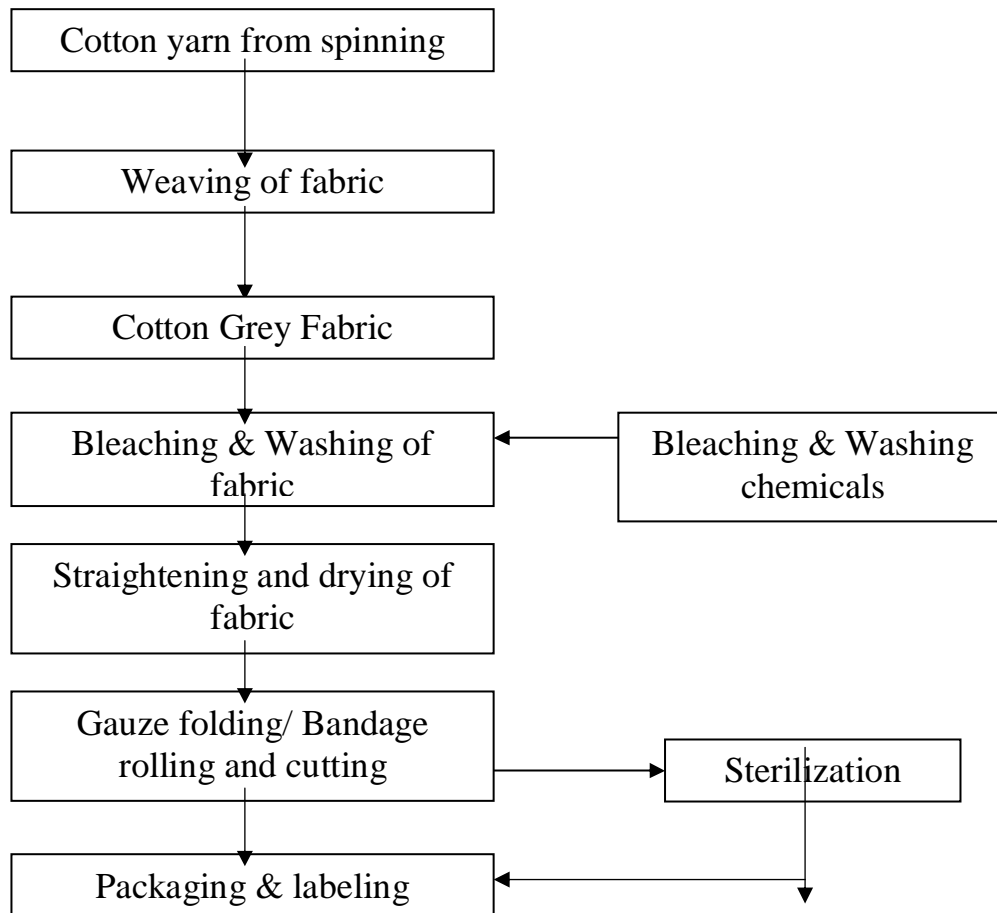 Cotton yarn from spinning
Weaving of fabric
Cotton Grey Fabric
Bleaching & Washing of
fabric
Bleaching & Washing
chemicals
Straightening and drying of
fabric
Gauze folding/ Bandage
rolling and cutting
Sterilization
Packaging & labeling